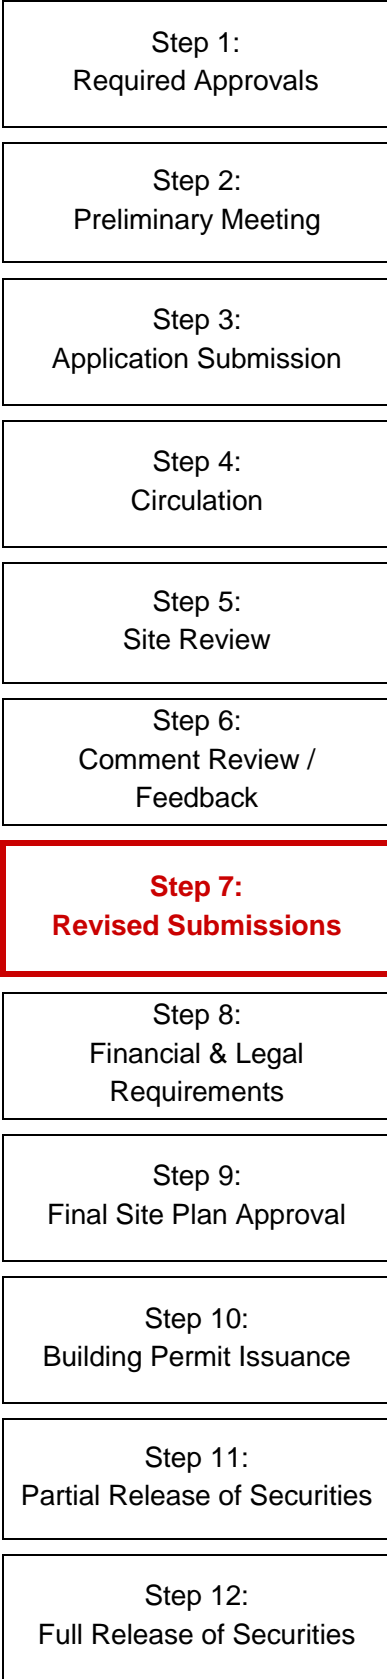 Step 1:
Required Approvals
Step 2:
Preliminary Meeting
Step 3:
Application Submission
Step 4:
Circulation
Step 5:
Site Review
Step 6:
Comment Review /
Feedback
Step 7:
Revised Submissions
Step 8:
Financial & Legal
Requirements
Step 9:
Final Site Plan Approval
Step 10:
Building Permit Issuance
Step 11:
Partial Release of Securities
Step 12:
Full Release of Securities